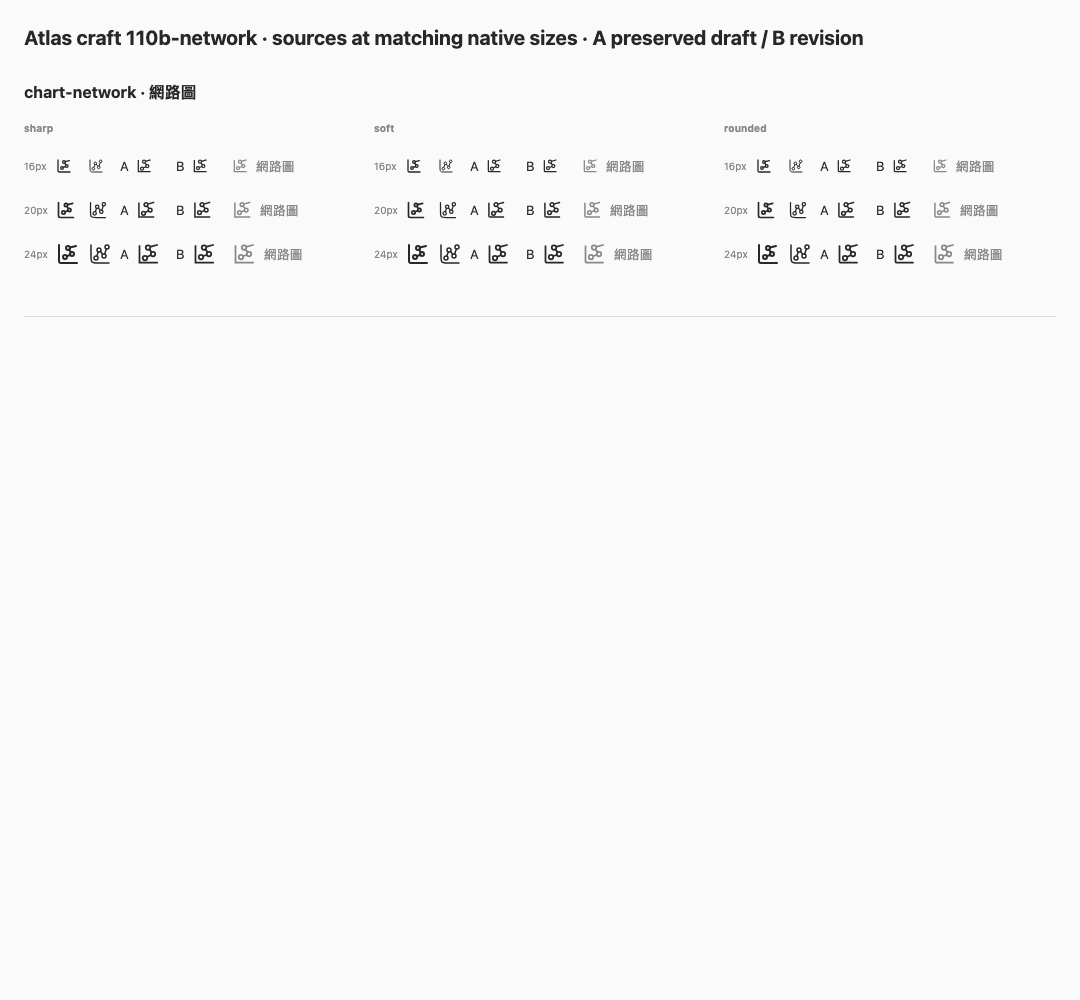 Atlas craft 110b-network · sources at matching native sizes · A preserved draft / B revision
chart-network · 網路圖
sharp soft rounded
16px A B 網路圖 16px A B 網路圖 16px A B 網路圖
20px A B 網路圖 20px A B 網路圖 20px A B 網路圖
24px A B 網路圖 24px A B 網路圖 24px A B 網路圖